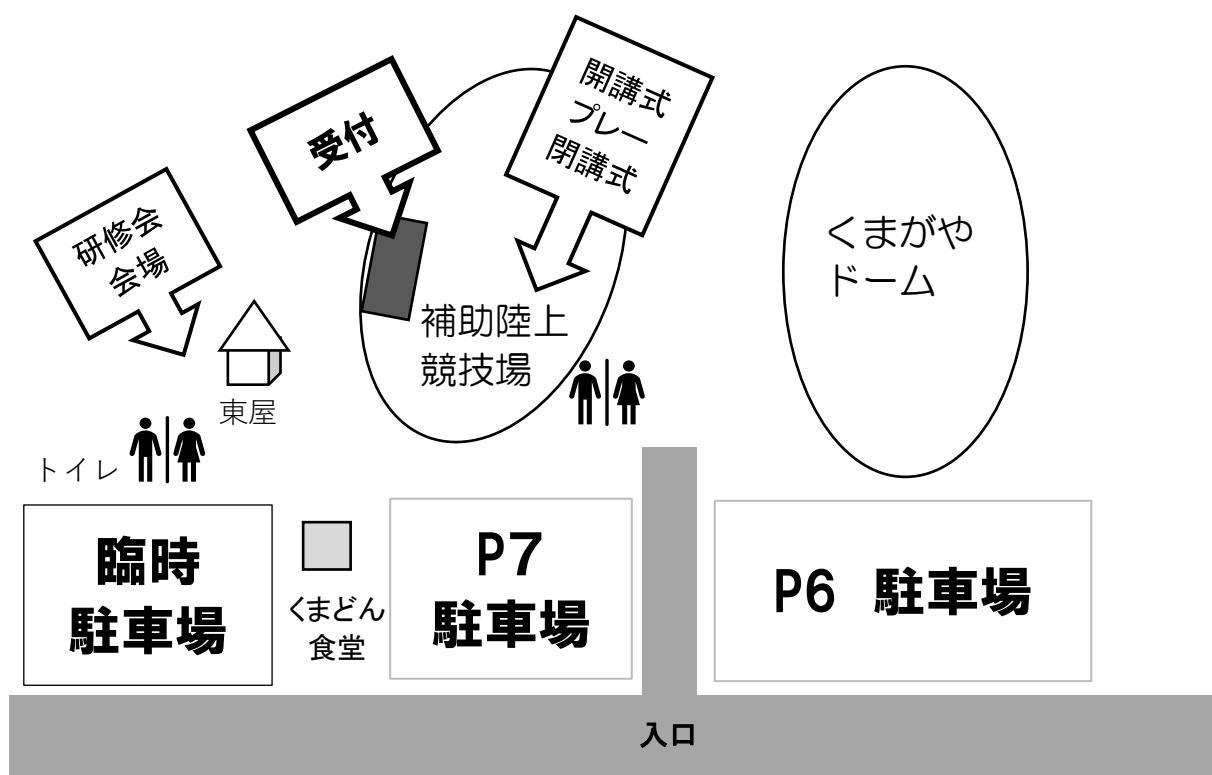 開講式
プレー
閉講式
受付
研修会
会場
くまがや
ドーム
補助陸上
競技場
東屋
トイレ
臨時
駐車場
くまどん
食堂
P7
駐車場
P6 駐車場
入口